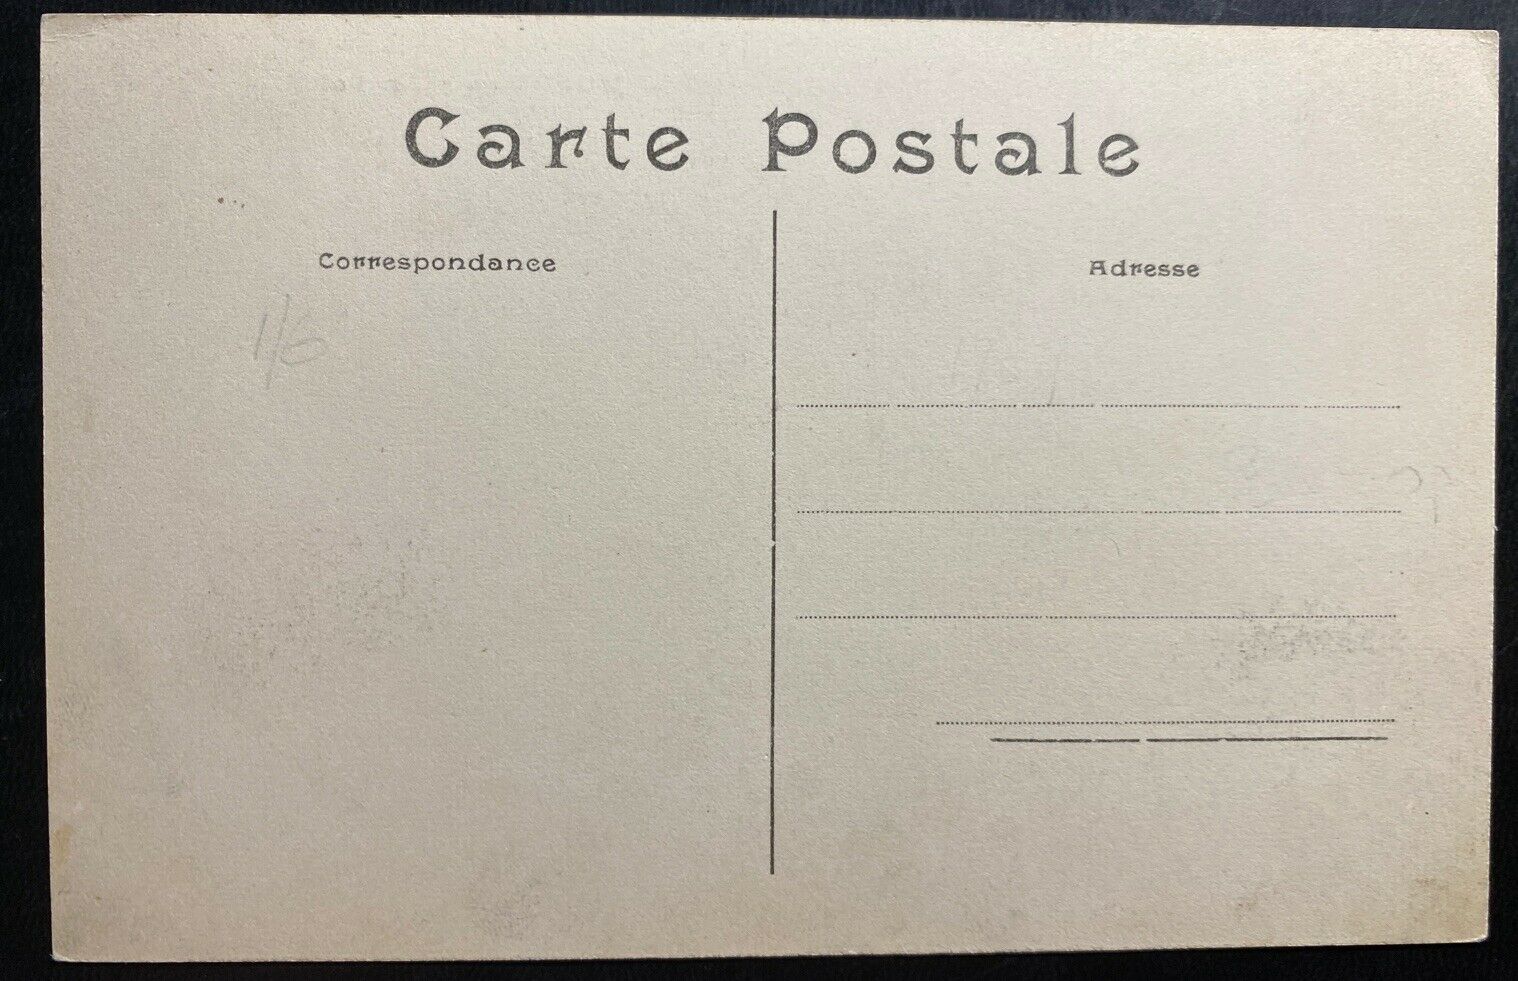 Carte Postale
Correspondance
Adresse
1/6